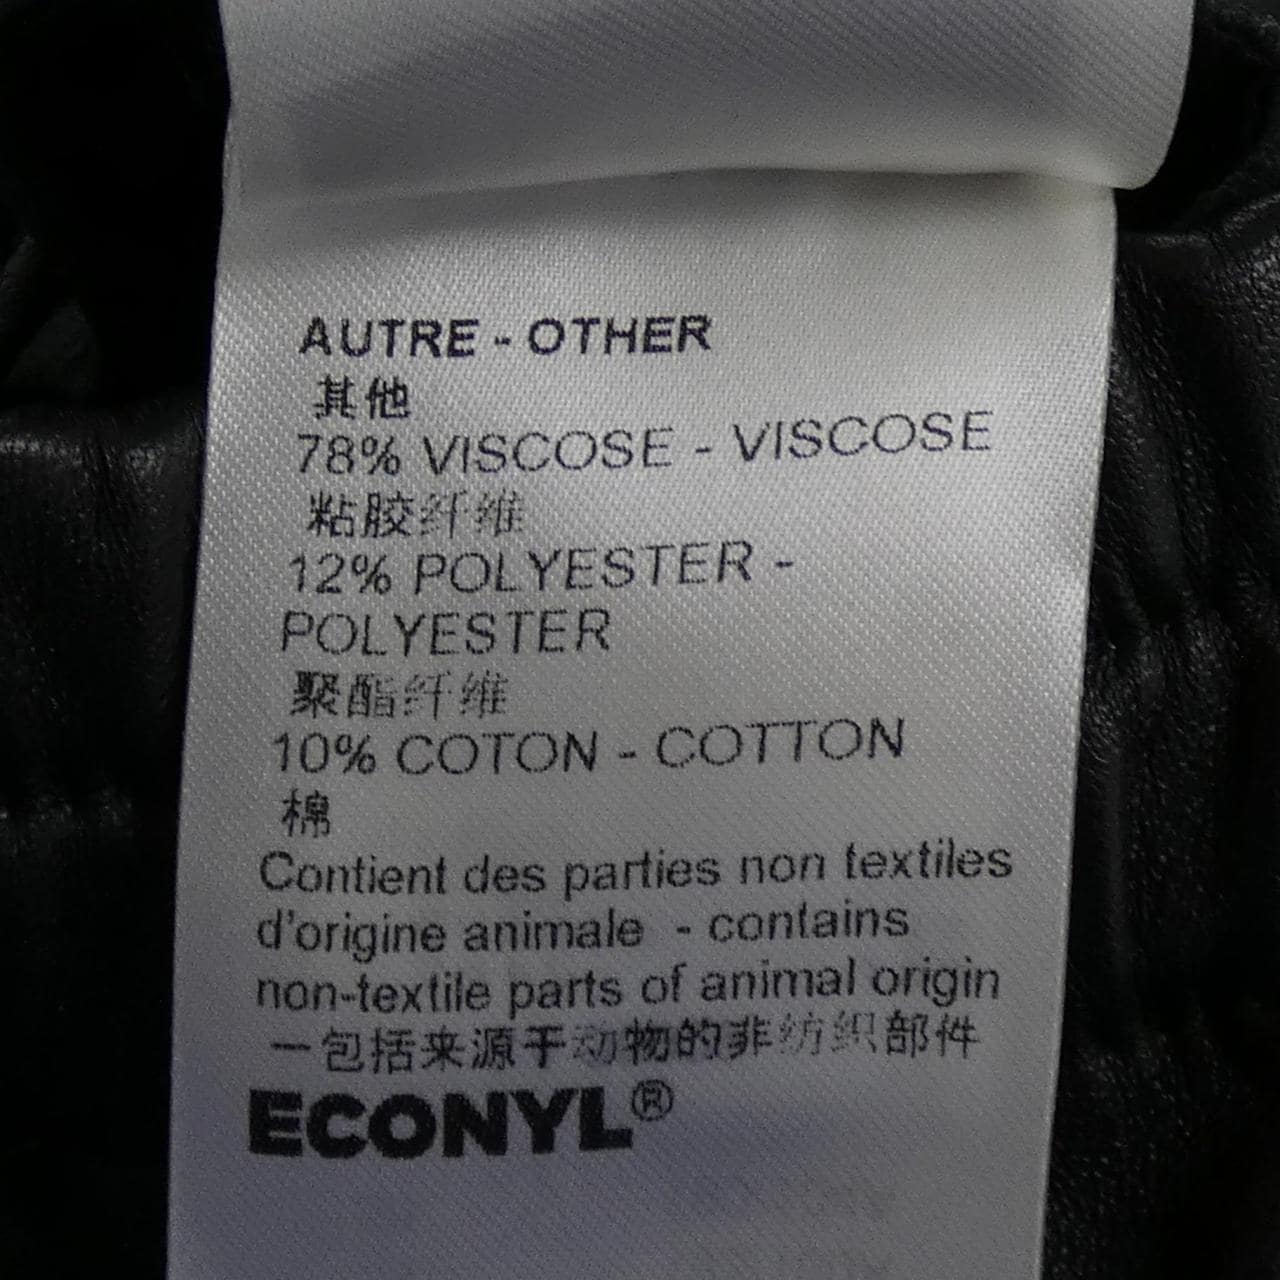 AUTRE - OTHER
其他
78% VISCOSE - VISCOSE
粘胶纤维
12% POLYESTER -
POLYESTER
聚酯纤维
10% COTON - COTTON
棉
Contient des parties non textiles
d'origine animale - contains
non-textile parts of animal origin
一包括来源于动物的非纺织部件
ECONYL®